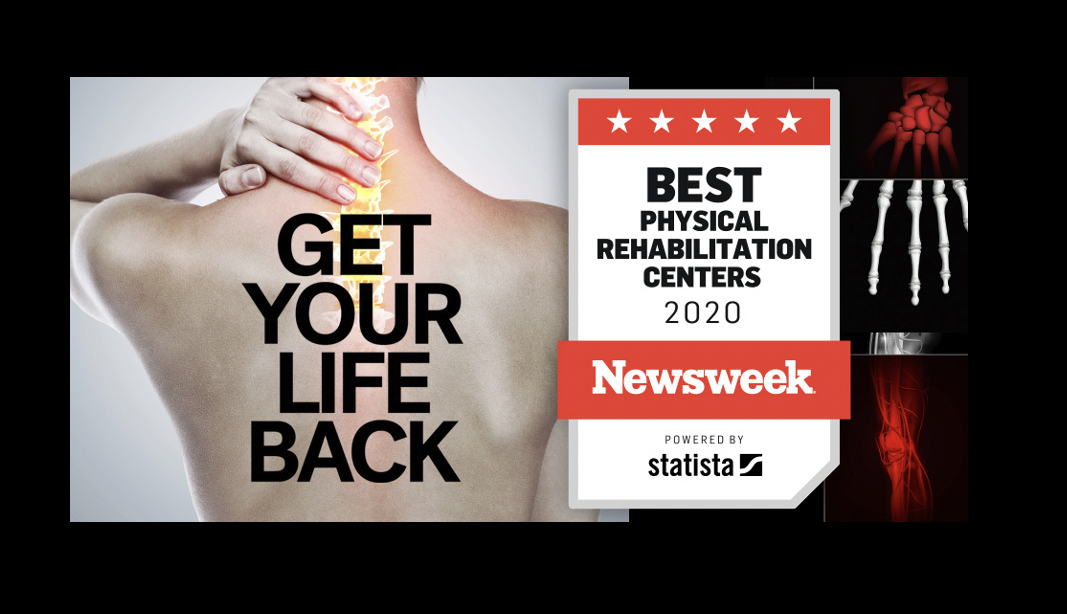 GET
YOUR
LIFE
BACK
BEST
PHYSICAL
REHABILITATION
CENTERS
2020
Newsweek
POWERED BY
statista